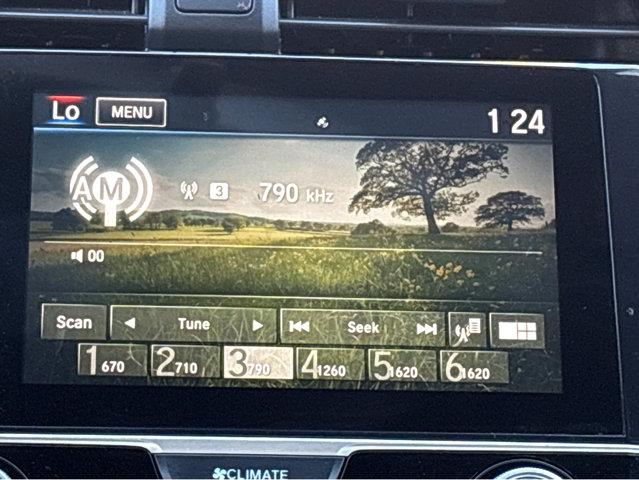 Lo MENU 1 24
AM 3 790 kHz
00
Scan Tune Seek
1 670 2 710 3 790 4 1260 5 1620 6 1620
CLIMATE